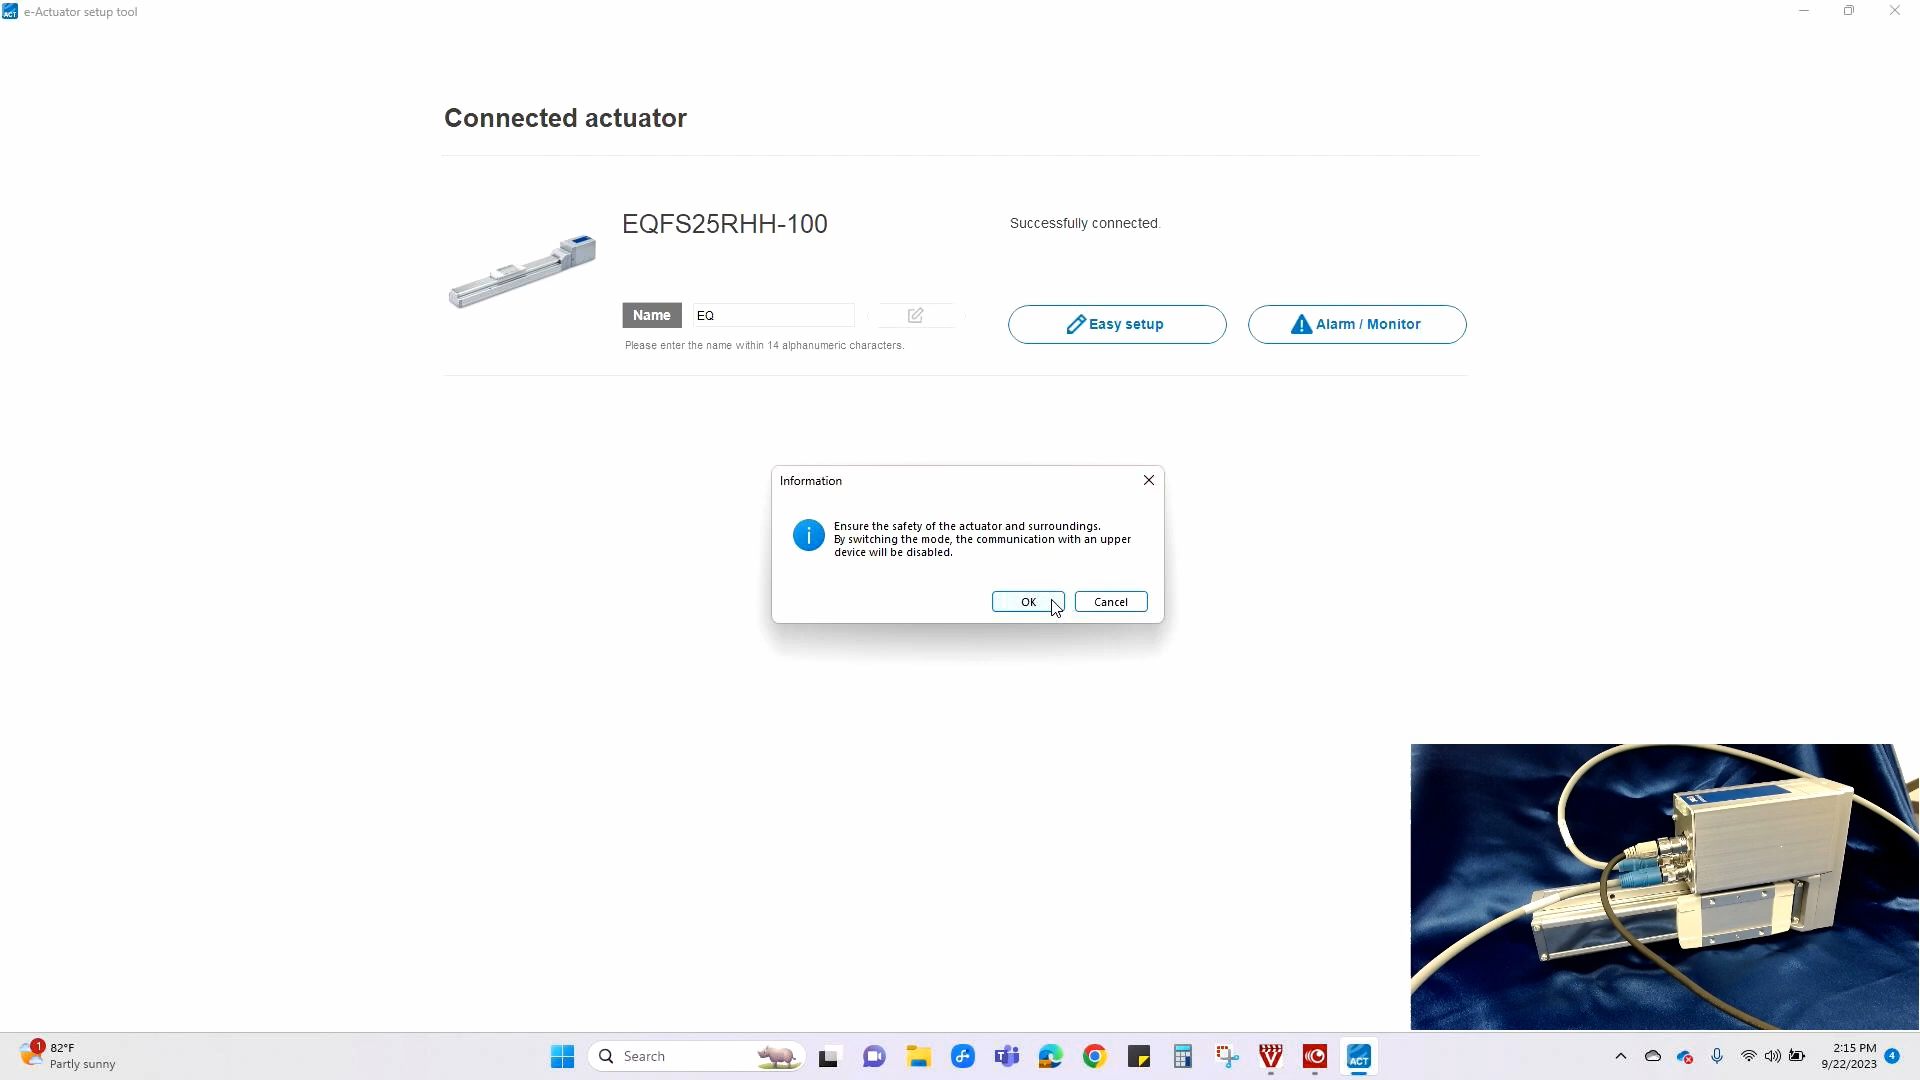 e-Actuator setup tool
Connected actuator
EQFS25RHH-100
Successfully connected.
Name
EQ
Easy setup
Alarm / Monitor
Please enter the name within 14 alphanumeric characters.
Information
Ensure the safety of the actuator and surroundings.
By switching the mode, the communication with an upper
device will be disabled.
OK
Cancel
1
82°F
Partly sunny
Search
ACT
2:15 PM
9/22/2023
4